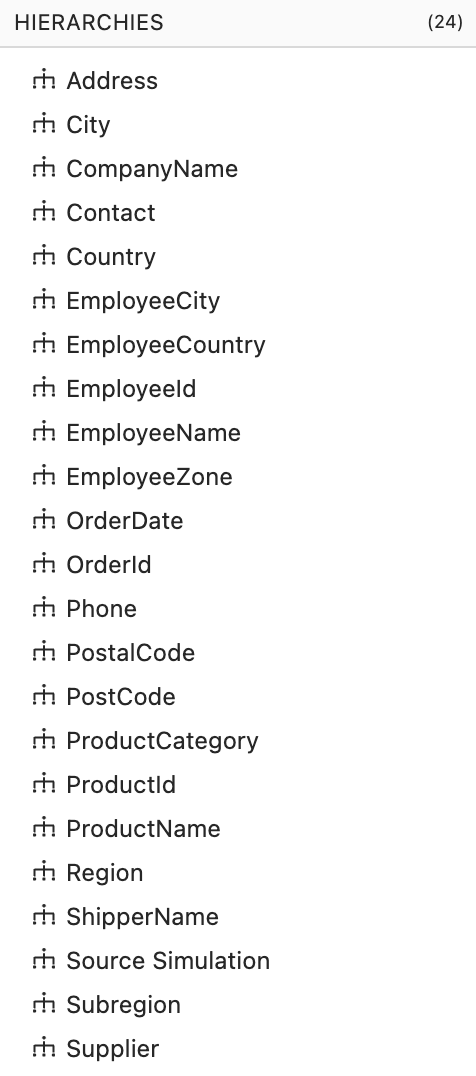 HIERARCHIES (24)
Address
City
CompanyName
Contact
Country
EmployeeCity
EmployeeCountry
EmployeeId
EmployeeName
EmployeeZone
OrderDate
OrderId
Phone
PostalCode
PostCode
ProductCategory
ProductId
ProductName
Region
ShipperName
Source Simulation
Subregion
Supplier